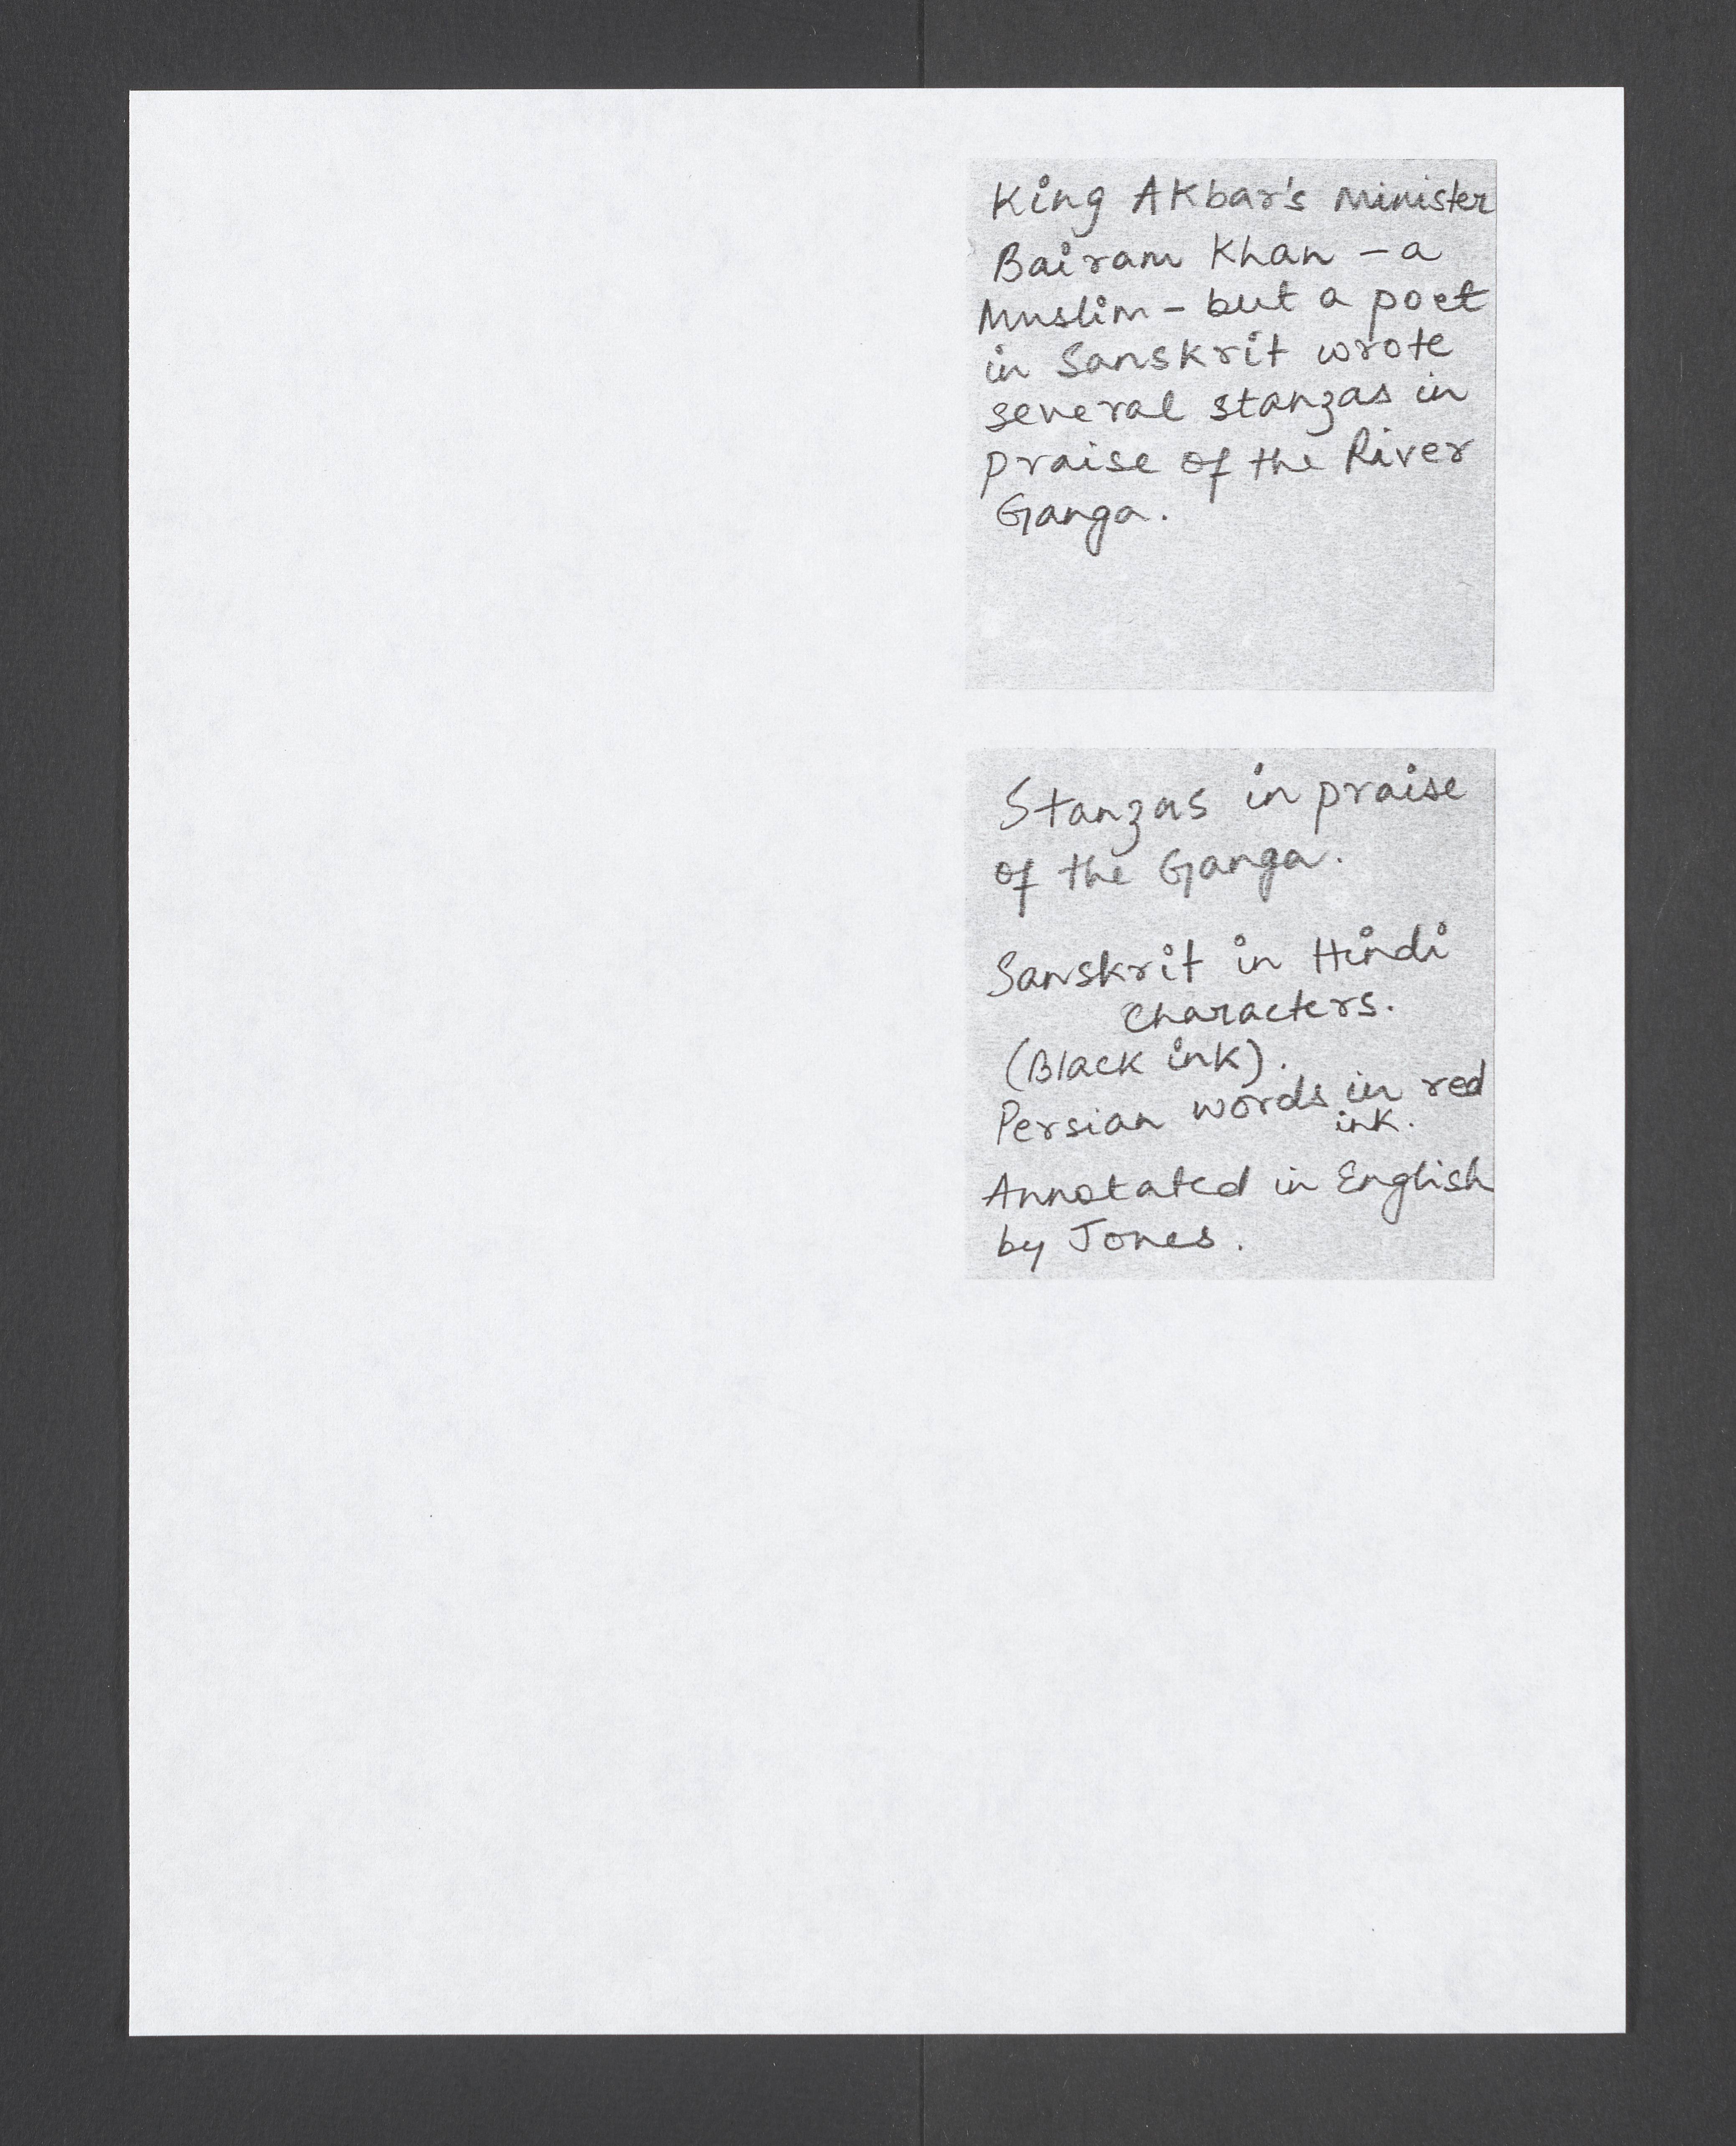 King Akbar's Minister
Bairam Khan – a
Muslim – but a poet
in Sanskrit wrote
several stanzas in
praise of the River
Ganga.
Stanzas in praise
of the Ganga.
Sanskrit in Hindi
characters.
(Black ink).
Persian words in red
ink.
Annotated in English
by Jones.